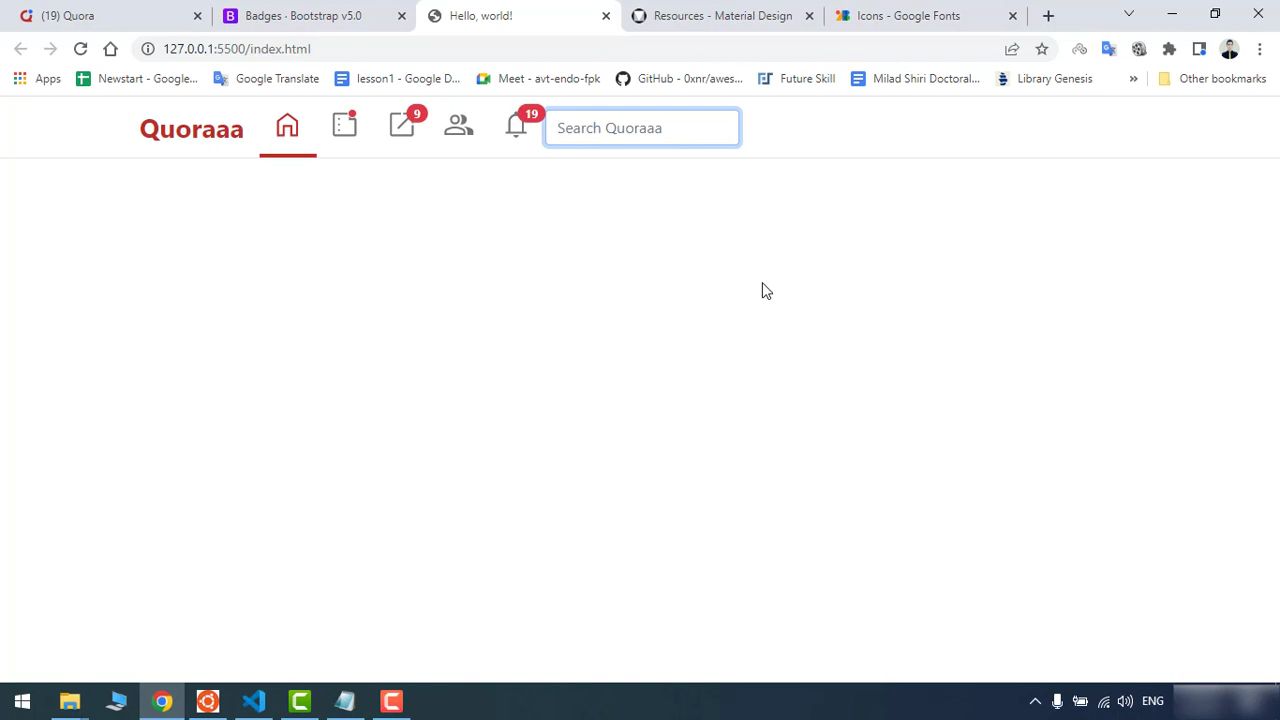 (19) Quora
Badges · Bootstrap v5.0
Hello, world!
Resources - Material Design
Icons - Google Fonts
127.0.0.1:5500/index.html
Apps
Newstart - Google...
Google Translate
lesson1 - Google D...
Meet - avt-endo-fpk
GitHub - 0xnr/awes...
Future Skill
Milad Shiri Doctoral...
Library Genesis
»
Other bookmarks
Quoraaa
9
19
Search Quoraaa
ENG